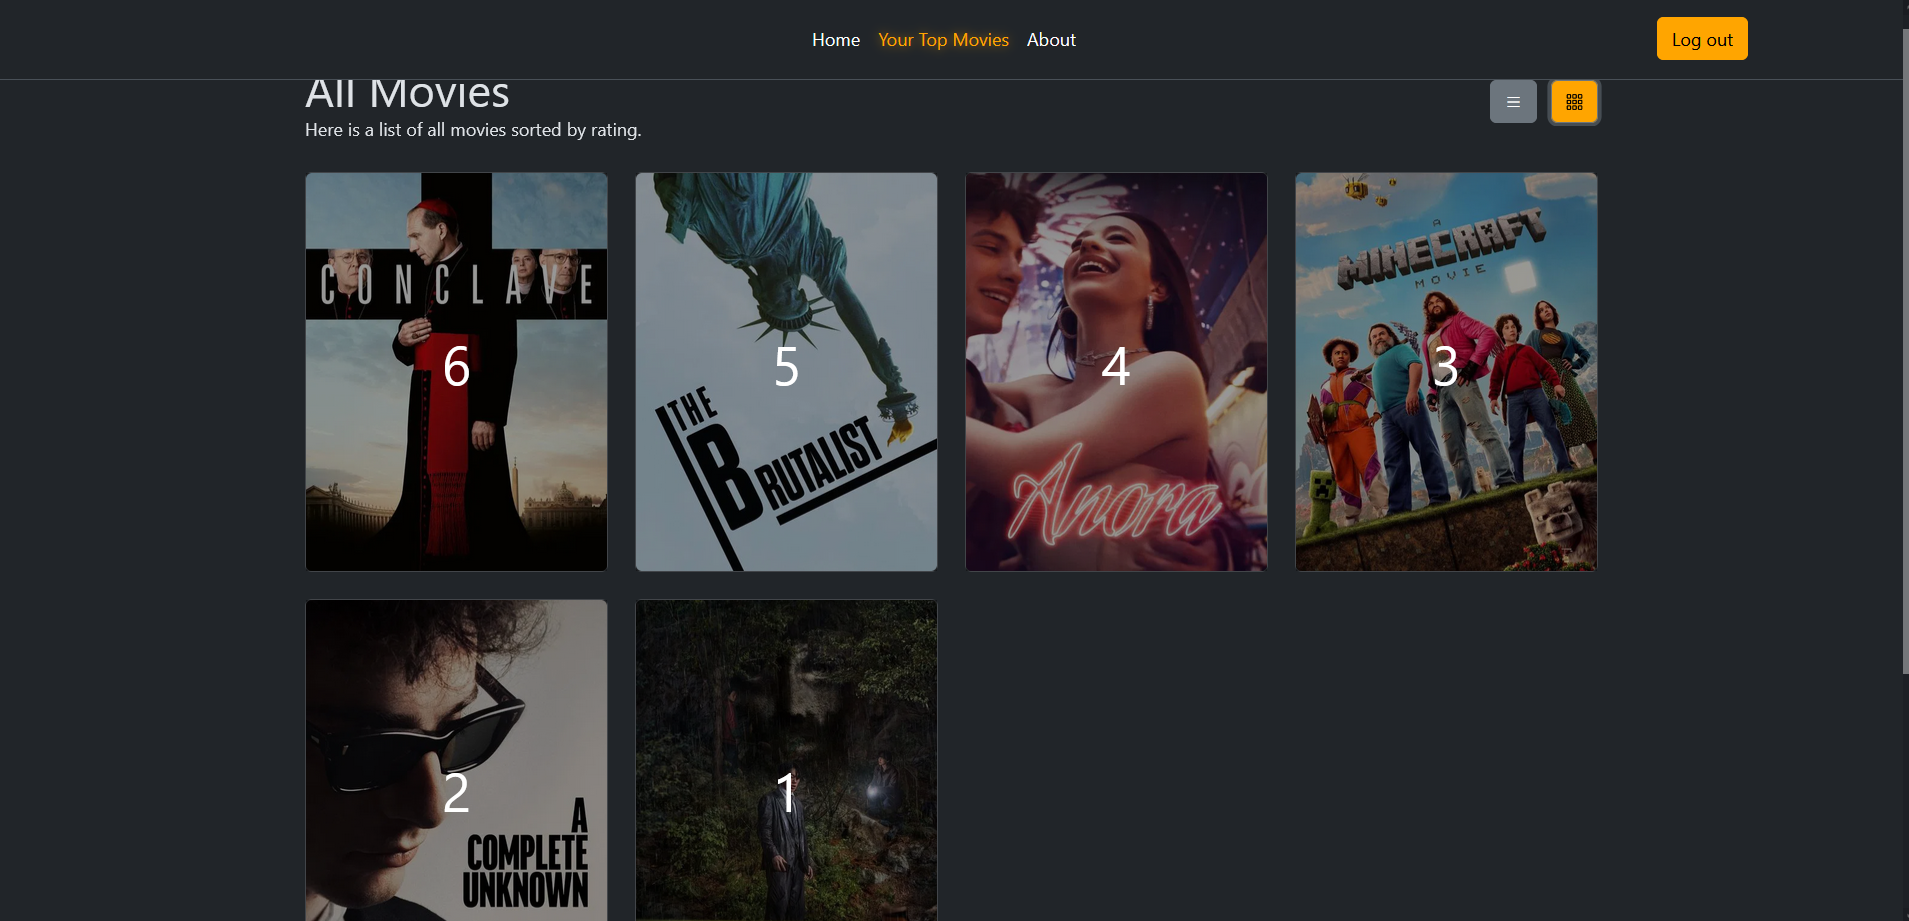 Home Your Top Movies About Log out
All Movies
Here is a list of all movies sorted by rating.
CONCLAVE
6
THE
BRUTALIST
5
Anora
4
A
MINECRAFT
MOVIE
3
2
A
COMPLETE
UNKNOWN
1